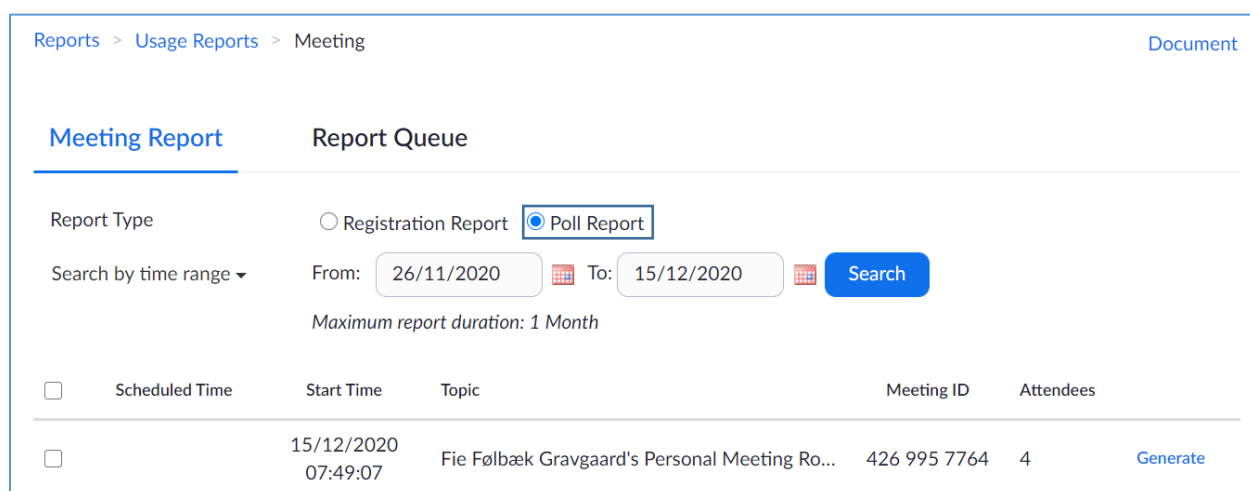 Reports > Usage Reports > Meeting
Document
Meeting Report Report Queue
Report Type Registration Report Poll Report
Search by time range From: 26/11/2020 To: 15/12/2020 Search
Maximum report duration: 1 Month
Scheduled Time Start Time Topic Meeting ID Attendees
15/12/2020
07:49:07
Fie Følbæk Gravgaard's Personal Meeting Ro... 426 995 7764 4 Generate